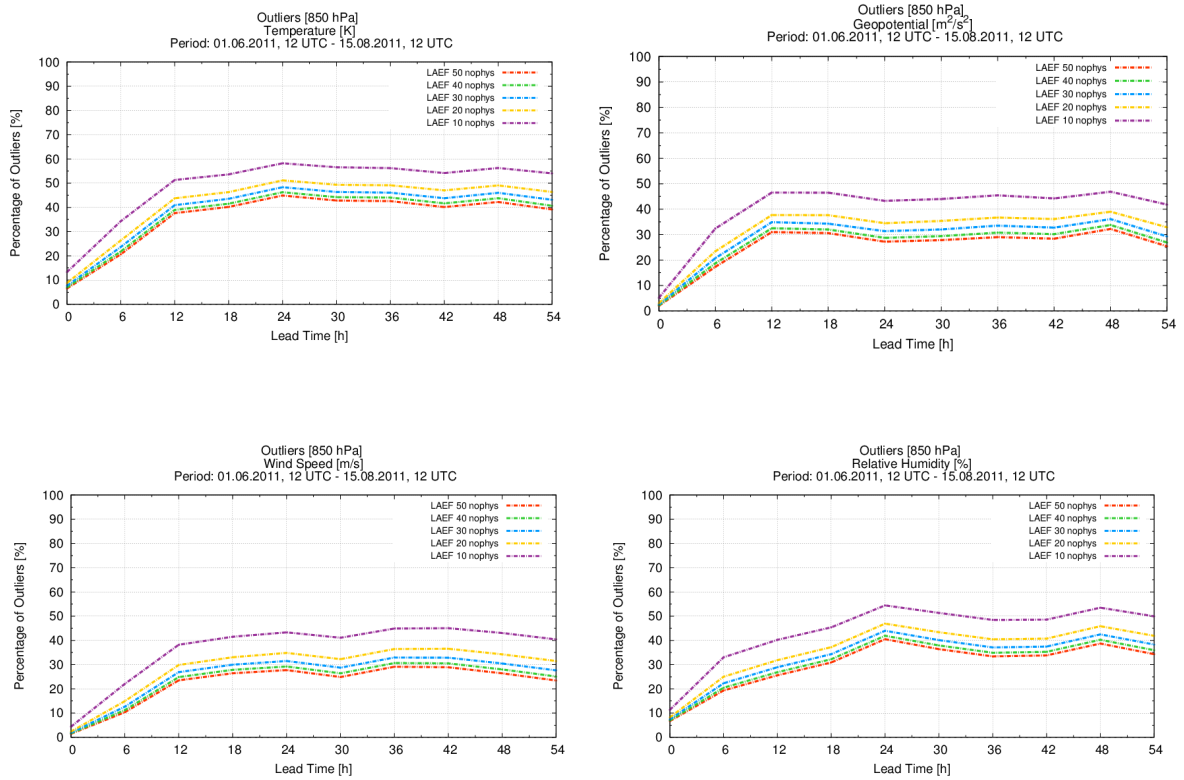 Outliers [850 hPa]
Temperature [K]
Period: 01.06.2011, 12 UTC - 15.08.2011, 12 UTC
100
90
80
70
60
50
40
30
20
10
0
Percentage of Outliers [%]
LAEF 50 nophys
LAEF 40 nophys
LAEF 30 nophys
LAEF 20 nophys
LAEF 10 nophys
0 6 12 18 24 30 36 42 48 54
Lead Time [h]
Outliers [850 hPa]
Geopotential [m²/s²]
Period: 01.06.2011, 12 UTC - 15.08.2011, 12 UTC
100
90
80
70
60
50
40
30
20
10
0
Percentage of Outliers [%]
LAEF 50 nophys
LAEF 40 nophys
LAEF 30 nophys
LAEF 20 nophys
LAEF 10 nophys
0 6 12 18 24 30 36 42 48 54
Lead Time [h]
Outliers [850 hPa]
Wind Speed [m/s]
Period: 01.06.2011, 12 UTC - 15.08.2011, 12 UTC
100
90
80
70
60
50
40
30
20
10
0
Percentage of Outliers [%]
LAEF 50 nophys
LAEF 40 nophys
LAEF 30 nophys
LAEF 20 nophys
LAEF 10 nophys
0 6 12 18 24 30 36 42 48 54
Lead Time [h]
Outliers [850 hPa]
Relative Humidity [%]
Period: 01.06.2011, 12 UTC - 15.08.2011, 12 UTC
100
90
80
70
60
50
40
30
20
10
0
Percentage of Outliers [%]
LAEF 50 nophys
LAEF 40 nophys
LAEF 30 nophys
LAEF 20 nophys
LAEF 10 nophys
0 6 12 18 24 30 36 42 48 54
Lead Time [h]